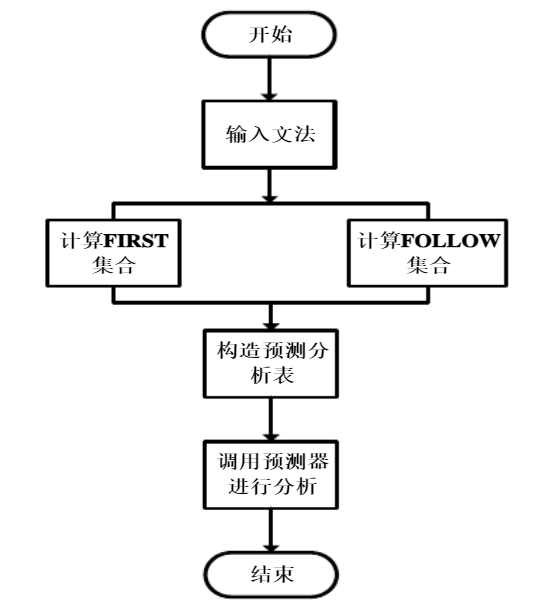 开始
输入文法
计算FIRST
集合
计算FOLLOW
集合
构造预测分
析表
调用预测器
进行分析
结束